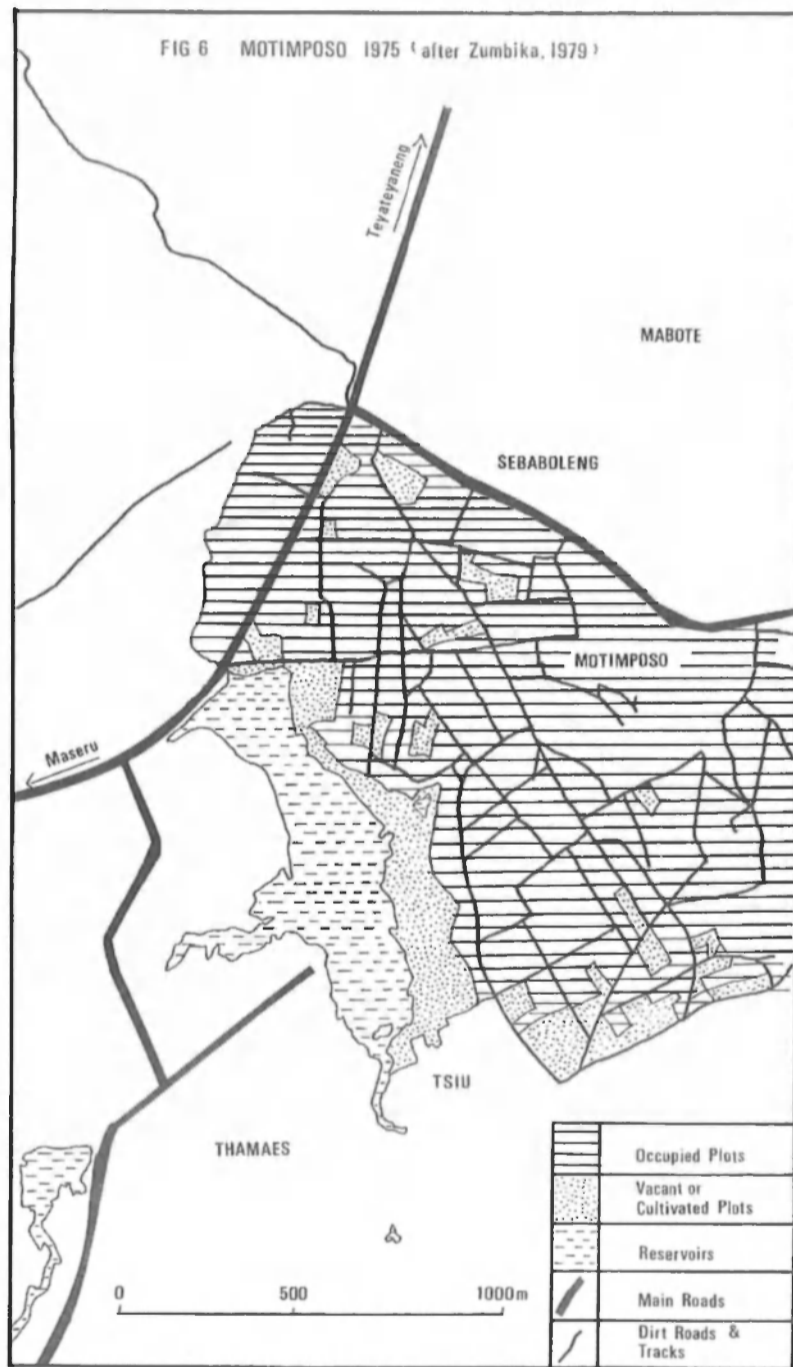 FIG 6 MOTIMPOSO 1975 (after Zumbika, 1979)
Teyateyaneng
MABOTE
SEBABOLENG
MOTIMPOSO
Maseru
TSIU
THAMAES
Occupied Plots
Vacant or
Cultivated Plots
Reservoirs
Main Roads
Dirt Roads &
Tracks
0 500 1000m